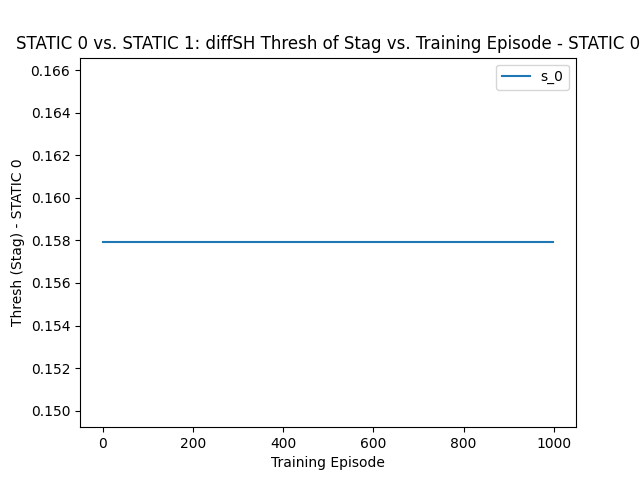 STATIC 0 vs. STATIC 1: diffSH Thresh of Stag vs. Training Episode - STATIC 0
s_0
Thresh (Stag) - STATIC 0
0.166
0.164
0.162
0.160
0.158
0.156
0.154
0.152
0.150
0 200 400 600 800 1000
Training Episode